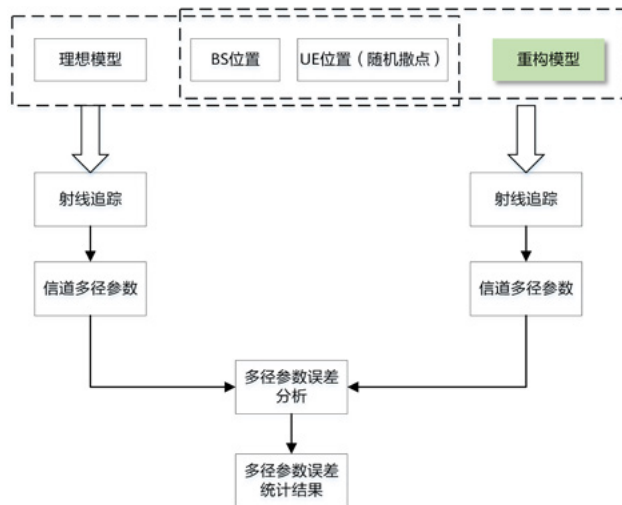 理想模型
BS位置
UE位置（随机撒点）
重构模型
射线追踪
射线追踪
信道多径参数
信道多径参数
多径参数误差
分析
多径参数误差
统计结果